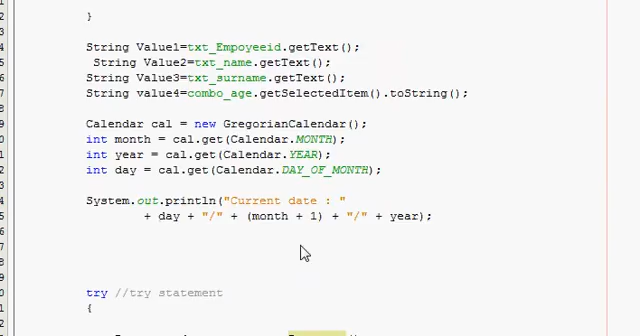 }
String Value1=txt_Empoyeeid.getText();
String Value2=txt_name.getText();
String Value3=txt_surname.getText();
String value4=combo_age.getSelectedItem().toString();
Calendar cal = new GregorianCalendar();
int month = cal.get(Calendar.MONTH);
int year = cal.get(Calendar.YEAR);
int day = cal.get(Calendar.DAY_OF_MONTH);
System.out.println("Current date : "
+ day + "/" + (month + 1) + "/" + year);
try //try statement
{